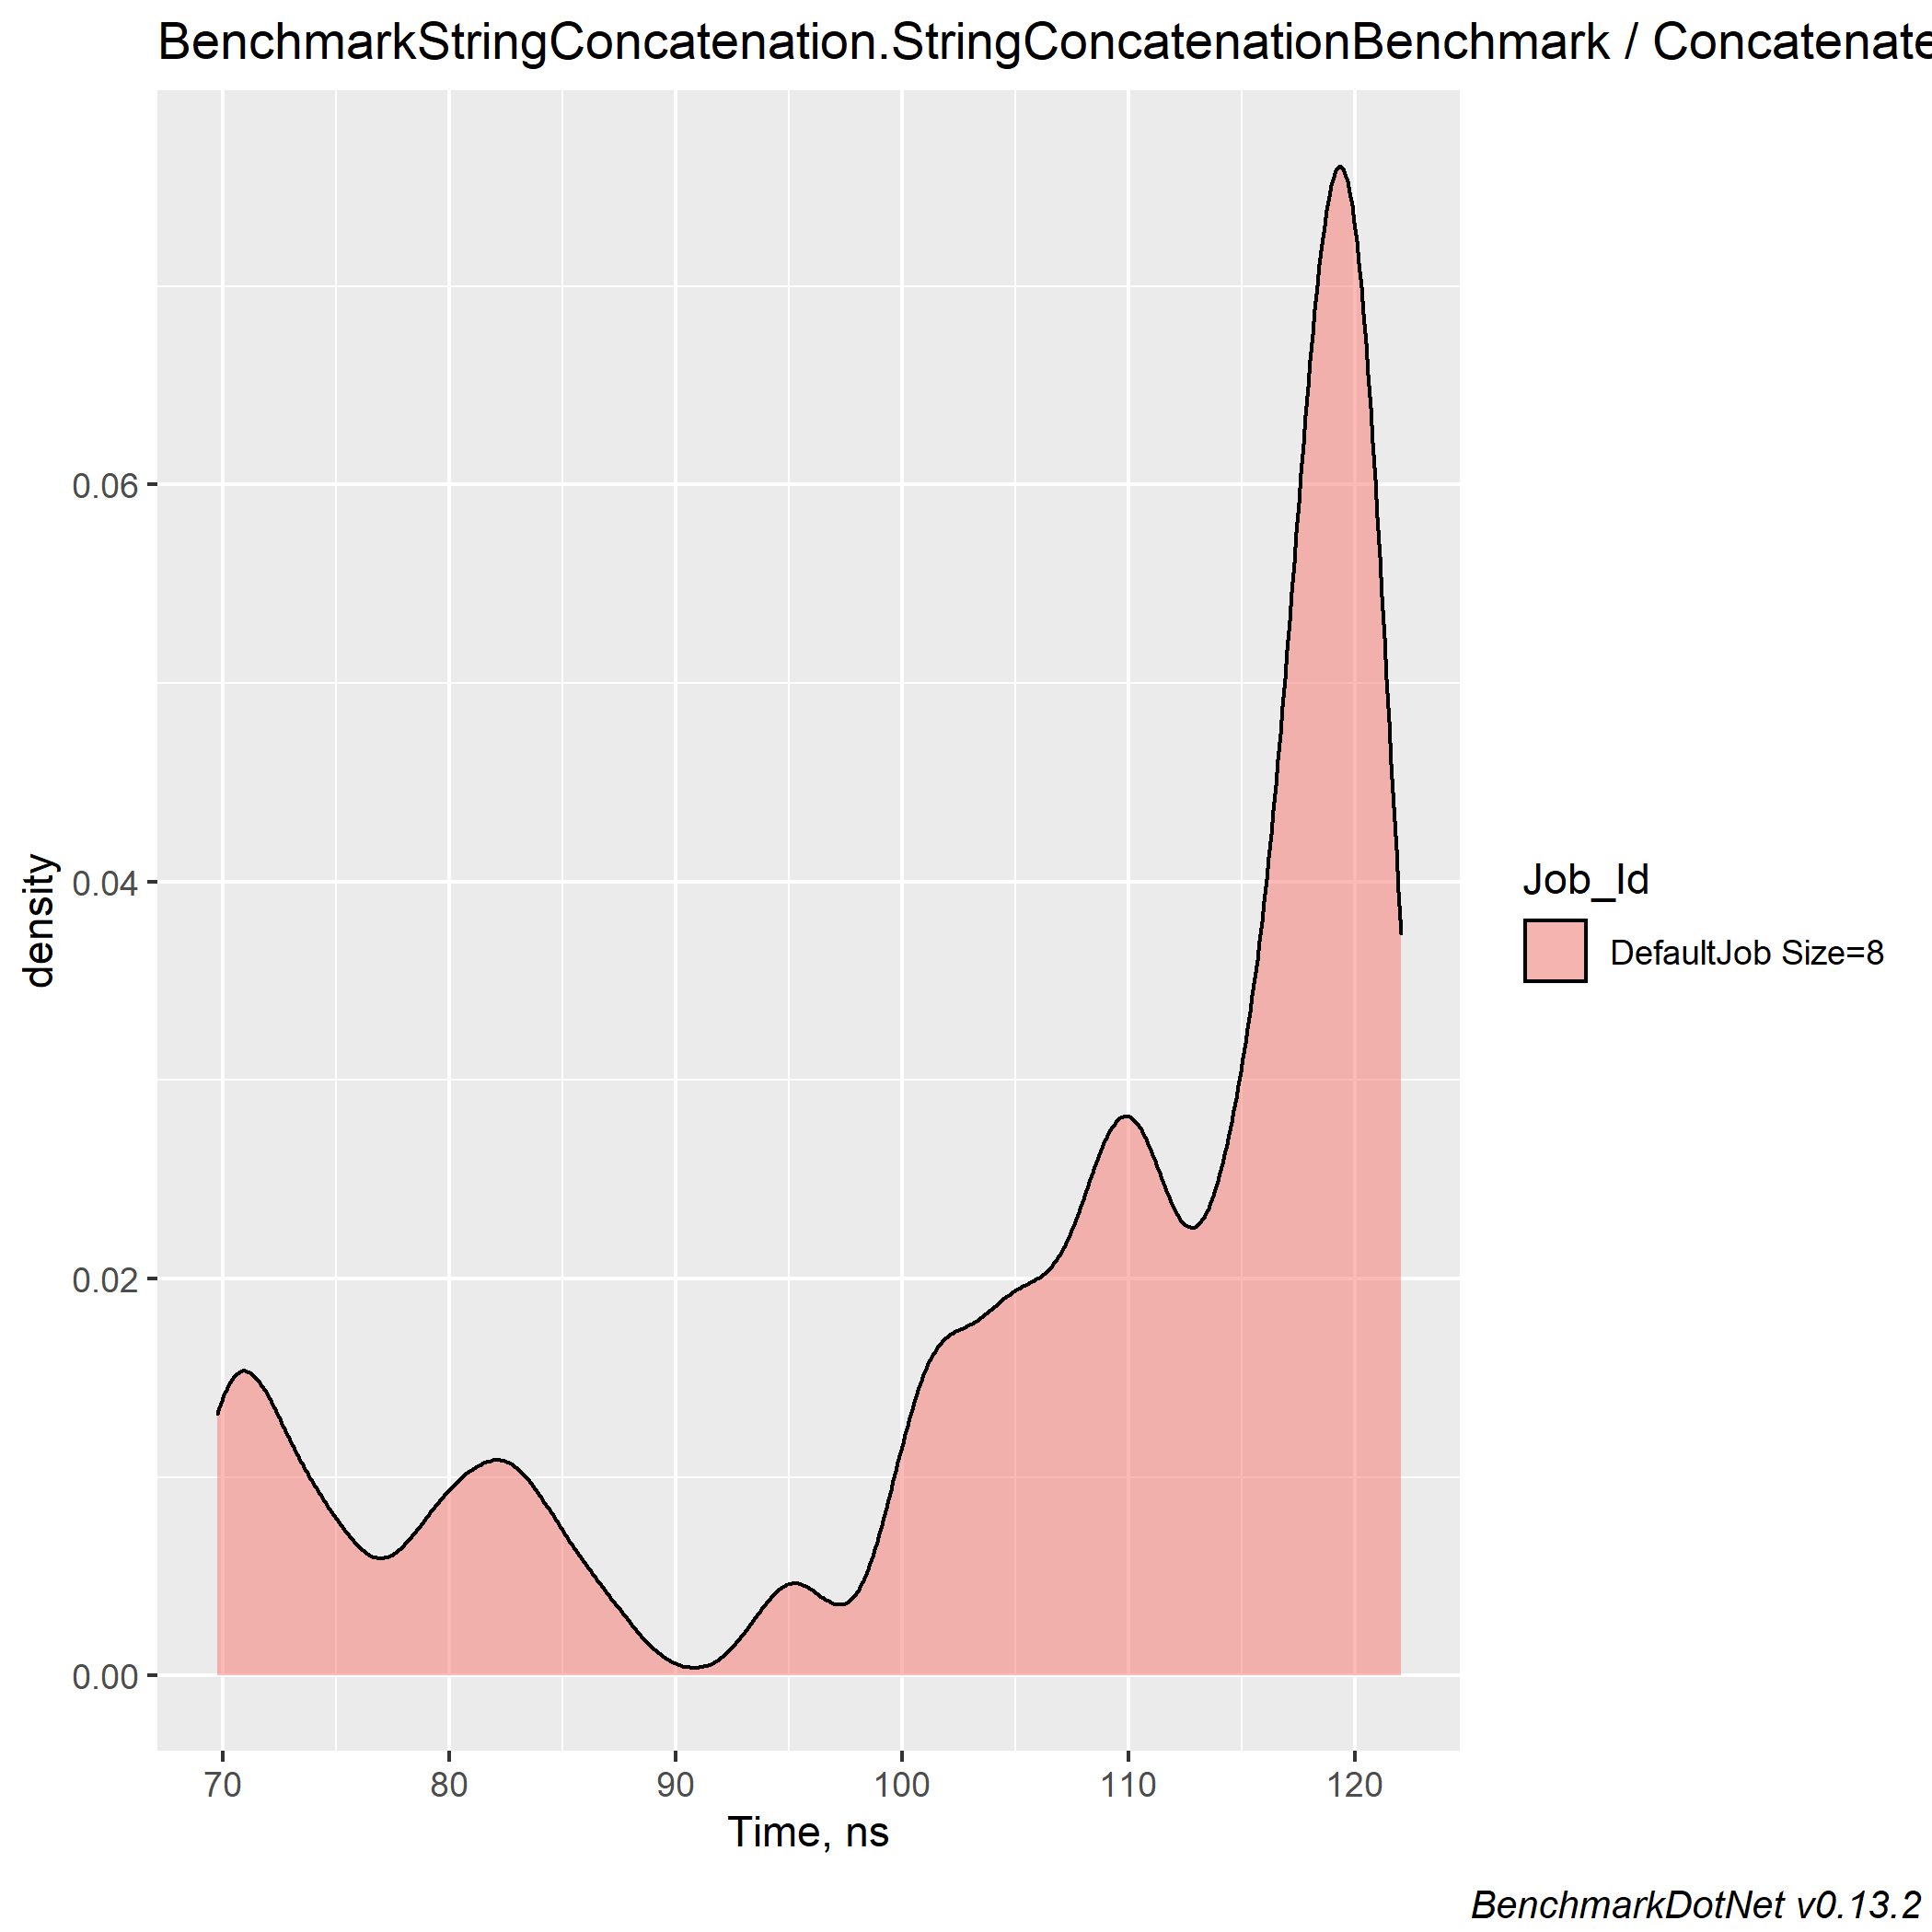 BenchmarkStringConcatenation.StringConcatenationBenchmark / Concatenate
0.06
0.04
0.02
0.00
density
70 80 90 100 110 120
Time, ns
Job_Id
DefaultJob Size=8
BenchmarkDotNet v0.13.2